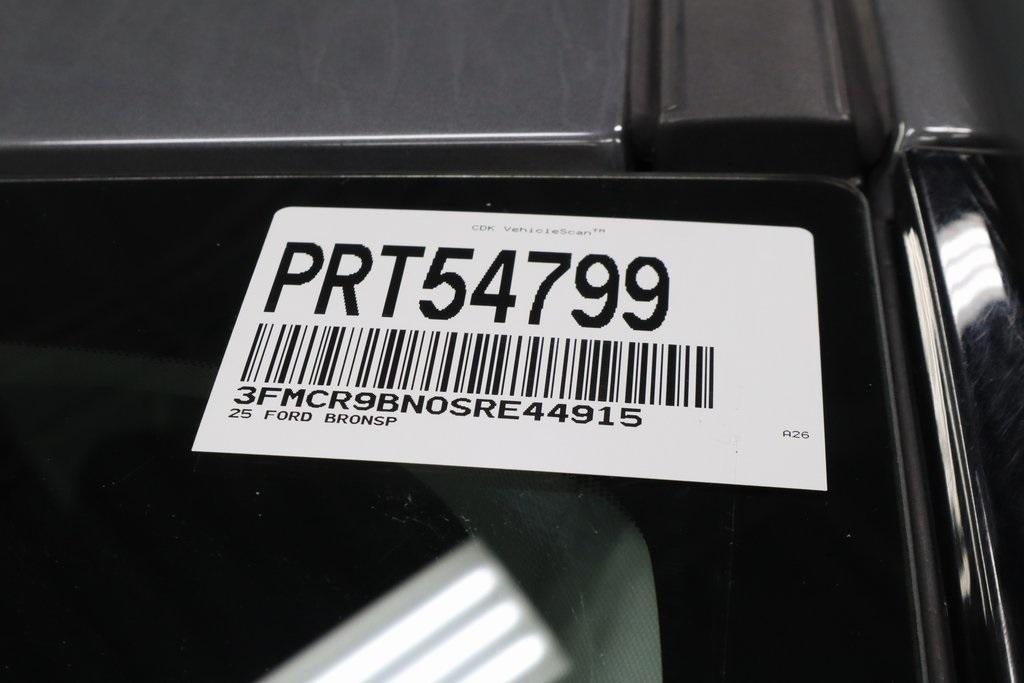 CDK VehicleScan™
PRT54799
3FMCR9BN0SRE44915
25 FORD BRONSP
A26